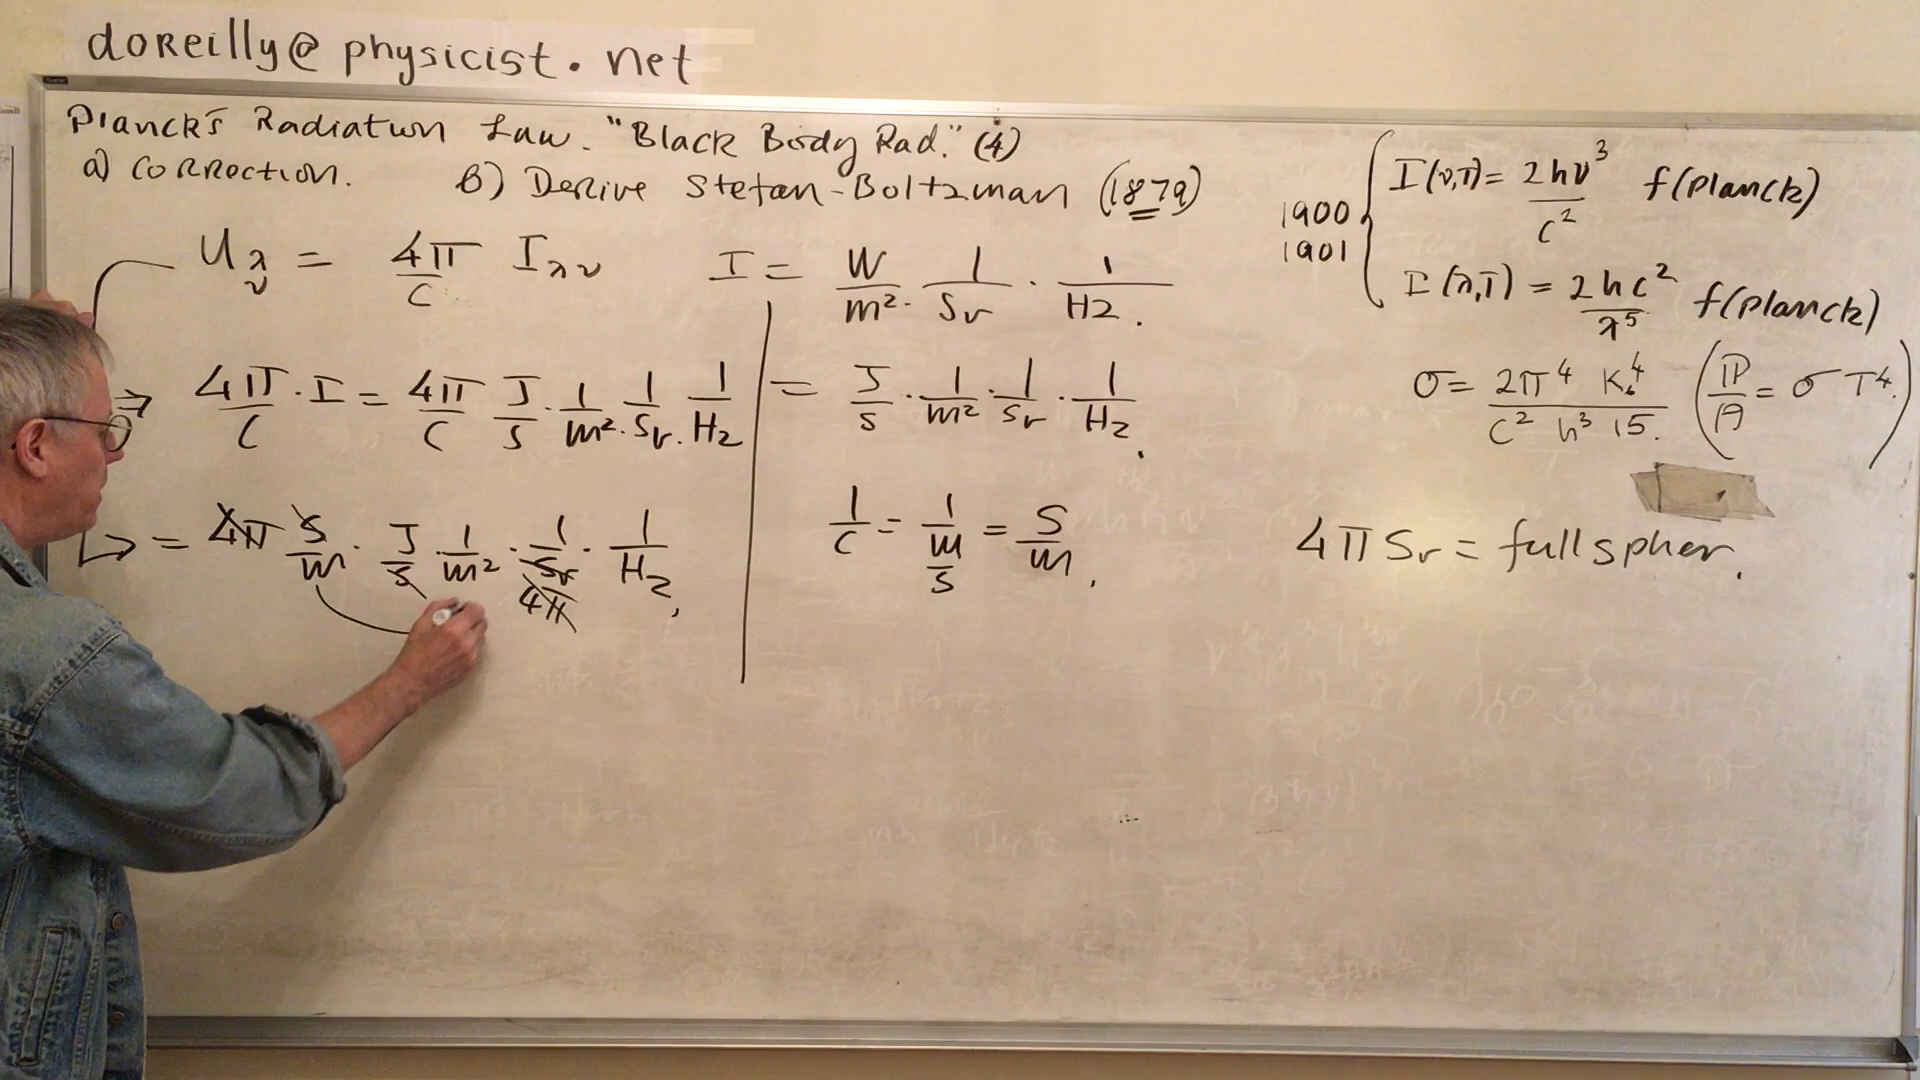 doReilly@physicist.net
Planck's Radiation Law. "Black Body Rad." (4)
a) Correction. B) Derive Stefan-Boltzman (1879)
U λ ν = 4π/C I λν
I = W/m² · 1/Sr · 1/Hz.
⇒ 4π/C · I = 4π/C J/s · 1/m² · 1/Sr · 1/Hz
= J/s · 1/m² · 1/Sr · 1/Hz.
→ = 4π s/m · J/s · 1/m² · 1/Sr · 1/Hz,
4π
1/c = 1/(m/s) = S/m.
1900
1901
I(ν,T) = 2hν³/c² f(Planck)
I(λ,T) = 2hc²/λ⁵ f(Planck)
σ = 2π⁴ K⁴/c² h³ 15. (P/A = σ T⁴.)
4π Sr = full spher.